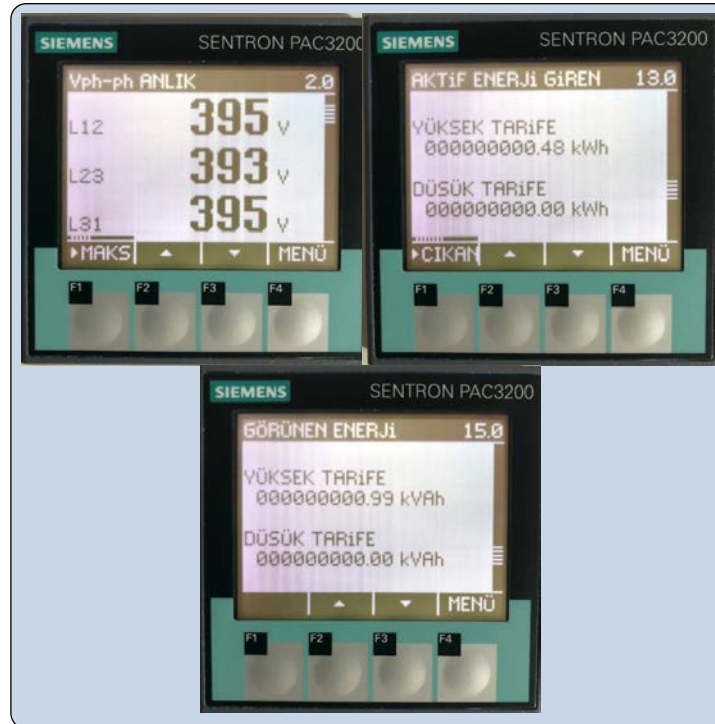 SIEMENS SENTRON PAC3200
Vph-ph ANLIK 2.0
L12 395 V
L23 393 V
L31 395 V
▸MAKS ▲ ▼ MENÜ
F1 F2 F3 F4
SIEMENS SENTRON PAC3200
AKTiF ENERJi GiREN 13.0
YÜKSEK TARiFE
000000000.48 kWh
DÜSÜK TARiFE
000000000.00 kWh
▸CIKAN ▲ ▼ MENÜ
F1 F2 F3 F4
SIEMENS SENTRON PAC3200
GÖRÜNEN ENERJi 15.0
YÜKSEK TARiFE
000000000.99 kVAh
DÜSÜK TARiFE
000000000.00 kVAh
▲ ▼ MENÜ
F1 F2 F3 F4